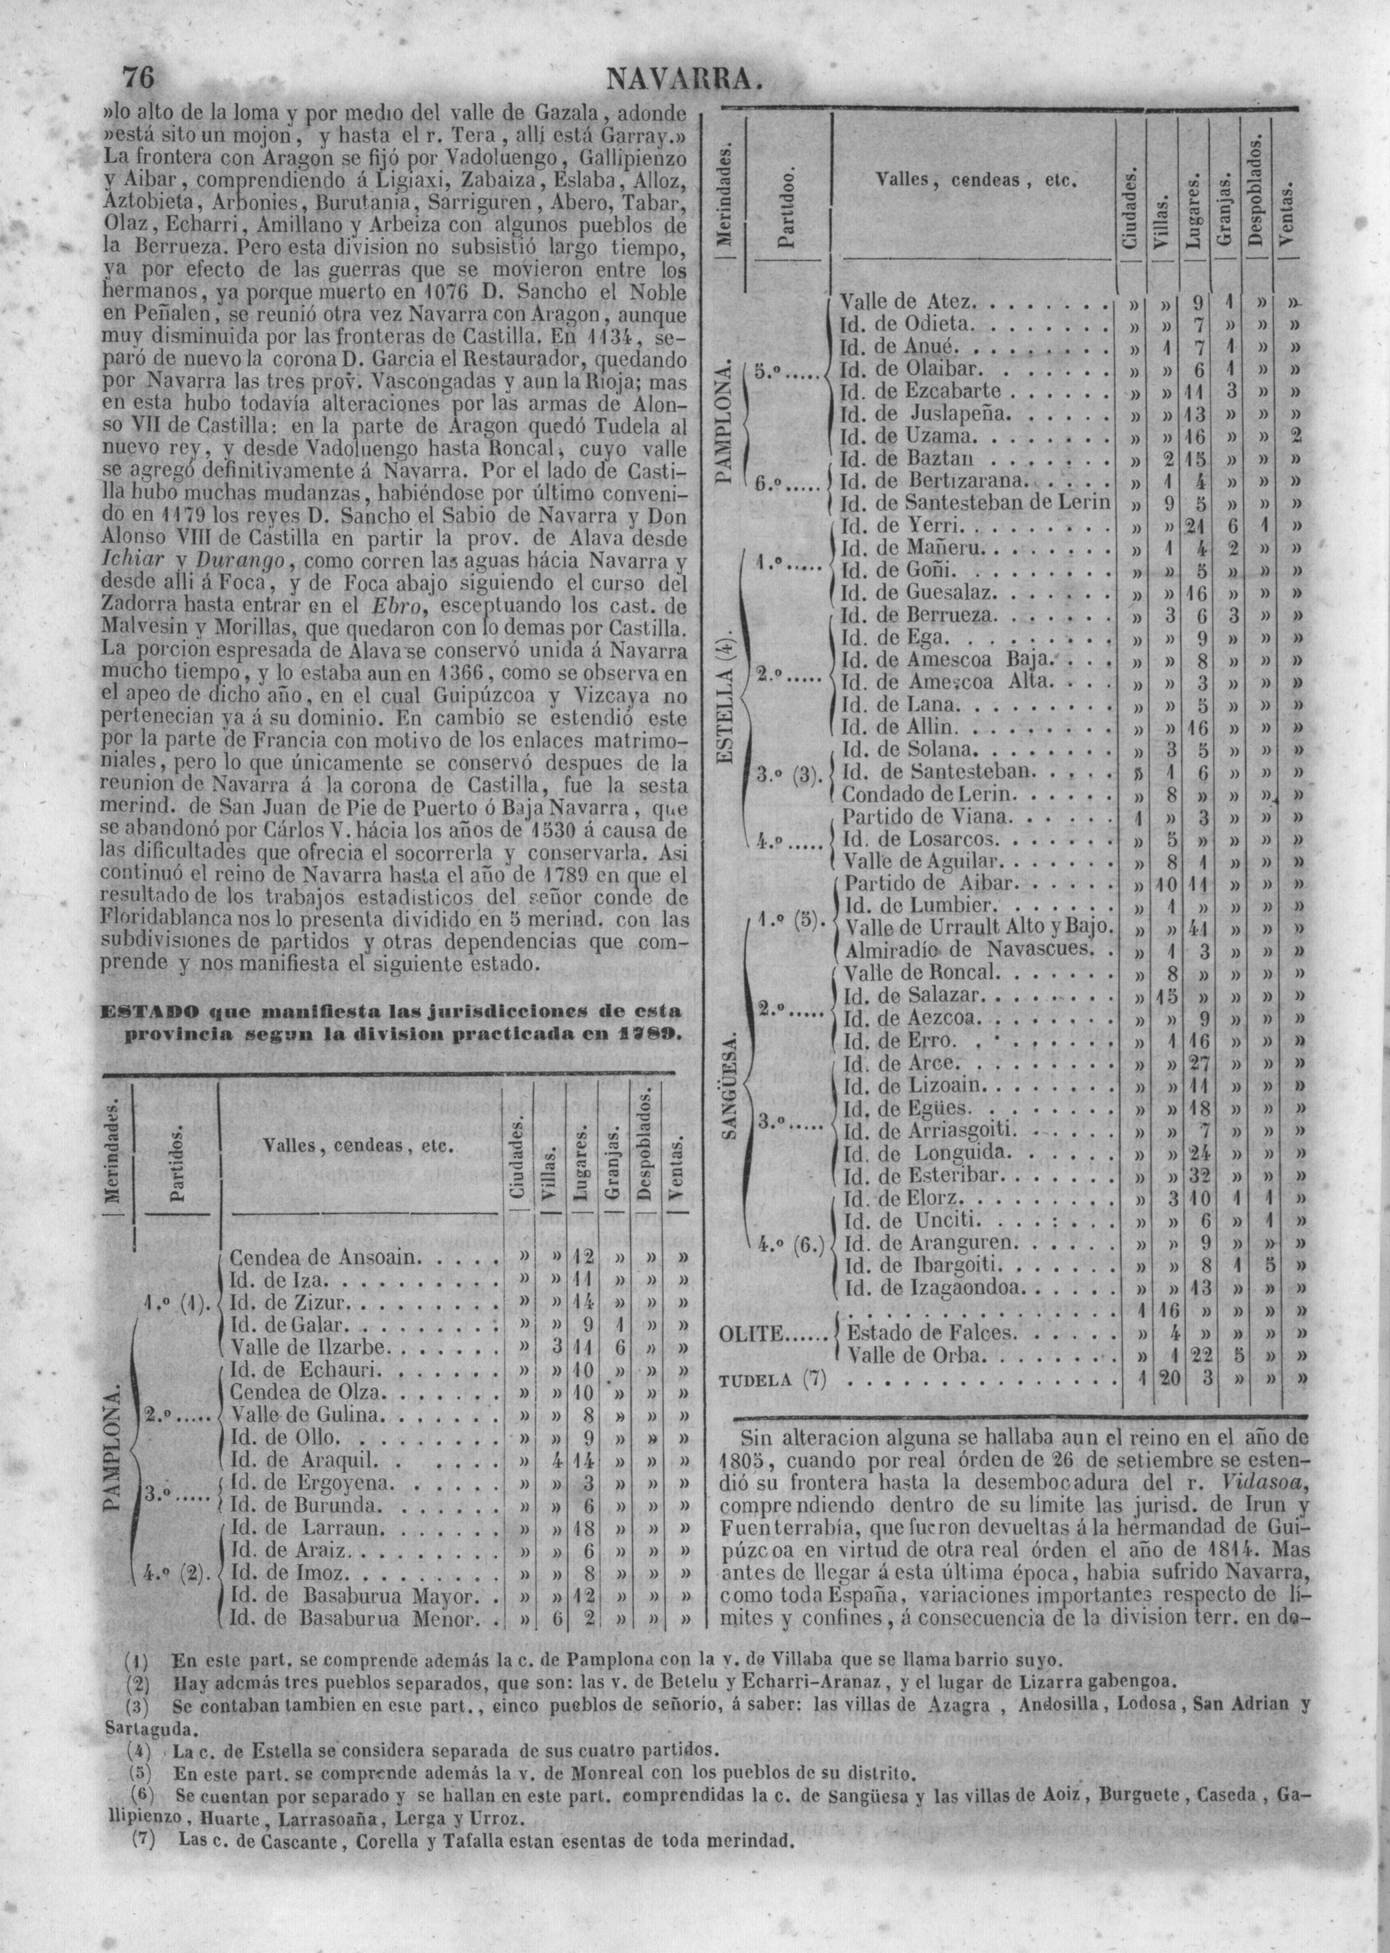 76
NAVARRA.
»lo alto de la loma y por medio del valle de Gazala, adonde
»está sito un mojon, y hasta el r. Tera, alli está Garray.»
La frontera con Aragon se fijó por Vadoluengo, Gallipienzo
y Aibar, comprendiendo á Ligiaxi, Zabaiza, Eslaba, Alloz,
Aztobieta, Arbonies, Burutania, Sarriguren, Abero, Tabar,
Olaz, Echarri, Amillano y Arbeiza con algunos pueblos de
la Berrueza. Pero esta division no subsistió largo tiempo,
ya por efecto de las guerras que se movieron entre los
hermanos, ya porque muerto en 1076 D. Sancho el Noble
en Peñalen, se reunió otra vez Navarra con Aragon, aunque
muy disminuida por las fronteras de Castilla. En 1134, se-
paró de nuevo la corona D. Garcia el Restaurador, quedando
por Navarra las tres prov. Vascongadas y aun la Rioja; mas
en esta hubo todavía alteraciones por las armas de Alon-
so VII de Castilla: en la parte de Aragon quedó Tudela al
nuevo rey, y desde Vadoluengo hasta Roncal, cuyo valle
se agregó definitivamente á Navarra. Por el lado de Casti-
lla hubo muchas mudanzas, habiéndose por último conveni-
do en 1179 los reyes D. Sancho el Sabio de Navarra y Don
Alonso VIII de Castilla en partir la prov. de Alava desde
Ichiar y Durango, como corren las aguas hácia Navarra y
desde alli á Foca, y de Foca abajo siguiendo el curso del
Zadorra hasta entrar en el Ebro, esceptuando los cast. de
Malvesin y Morillas, que quedaron con lo demas por Castilla.
La porcion espresada de Alava se conservó unida á Navarra
mucho tiempo, y lo estaba aun en 1366, como se observa en
el apeo de dicho año, en el cual Guipúzcoa y Vizcaya no
pertenecian ya á su dominio. En cambio se estendió este
por la parte de Francia con motivo de los enlaces matrimo-
niales, pero lo que únicamente se conservó despues de la
reunion de Navarra á la corona de Castilla, fue la sesta
merind. de San Juan de Pie de Puerto ó Baja Navarra, que
se abandonó por Cárlos V. hácia los años de 1530 á causa de
las dificultades que ofrecia el socorrerla y conservarla. Asi
continuó el reino de Navarra hasta el año de 1789 en que el
resultado de los trabajos estadísticos del señor conde de
Floridablanca nos lo presenta dividido en 5 merind. con las
subdivisiones de partidos y otras dependencias que com-
prende y nos manifiesta el siguiente estado.
ESTADO que manifiesta las jurisdicciones de esta
provincia segun la division practicada en 1789.
Merindades. Partidos. Valles, cendeas, etc. Ciudades. Villas. Lugares. Granjas. Despoblados. Ventas.
PAMPLONA.
Cendea de Ansoain. . . . . » » 12 » » »
Id. de Iza. . . . . . . . . . » » 11 » » »
1.º (1). Id. de Zizur. . . . . . . . . » » 14 » » »
Id. de Galar. . . . . . . . . » » 9 1 » »
Valle de Ilzarbe. . . . . . . » 3 11 6 » »
Id. de Echauri. . . . . . . » » 10 » » »
Cendea de Olza. . . . . . . » » 10 » » »
2.º ..... Valle de Gulina. . . . . . . » » 8 » » »
Id. de Ollo. . . . . . . . . » » 9 » » »
Id. de Araquil. . . . . . . » 4 14 » » »
3.º ..... Id. de Ergoyena. . . . . . » » 3 » » »
Id. de Burunda. . . . . . . » » 6 » » »
Id. de Larraun. . . . . . . » » 18 » » »
Id. de Araiz. . . . . . . . . » » 6 » » »
4.º (2). Id. de Imoz. . . . . . . . . » » 8 » » »
Id. de Basaburua Mayor. . » » 12 » » »
Id. de Basaburua Menor. . » 6 2 » » »
Merindades. Partidoo. Valles, cendeas, etc. Ciudades. Villas. Lugares. Granjas. Despoblados. Ventas.
PAMPLONA.
Valle de Atez. . . . . . . . » » 9 1 » »
Id. de Odieta. . . . . . . . » » 7 » » »
Id. de Anué. . . . . . . . . » 1 7 1 » »
5.º ..... Id. de Olaibar. . . . . . . » » 6 1 » »
Id. de Ezcabarte . . . . . . » » 11 3 » »
Id. de Juslapeña. . . . . . » » 13 » » »
Id. de Uzama. . . . . . . . » » 16 » » 2
Id. de Baztan . . . . . . . » 2 15 » » »
6.º ..... Id. de Bertizarana. . . . . » 1 4 » » »
Id. de Santesteban de Lerin » 9 5 » » »
ESTELLA (4).
Id. de Yerri. . . . . . . . . » » 21 6 1 »
Id. de Mañeru. . . . . . . . » 1 4 2 » »
1.º ..... Id. de Goñi. . . . . . . . . » » 5 » » »
Id. de Guesalaz. . . . . . . » » 16 » » »
Id. de Berrueza. . . . . . . » 3 6 3 » »
Id. de Ega. . . . . . . . . » » 9 » » »
Id. de Amescoa Baja. . . . » » 8 » » »
2.º ..... Id. de Amescoa Alta. . . . » » 3 » » »
Id. de Lana. . . . . . . . . » » 5 » » »
Id. de Allin. . . . . . . . . » » 16 » » »
Id. de Solana. . . . . . . . » 3 5 » » »
3.º (3). Id. de Santesteban. . . . . » 1 6 » » »
Condado de Lerin. . . . . . » 8 » » » »
Partido de Viana. . . . . . 1 » 3 » » »
4.º ..... Id. de Losarcos. . . . . . . » 5 » » » »
Valle de Aguilar. . . . . . . » 8 1 » » »
SANGÜESA.
Partido de Aibar. . . . . . » 10 11 » » »
Id. de Lumbier. . . . . . . » 1 » » » »
1.º (5). Valle de Urrault Alto y Bajo. » » 41 » » »
Almiradio de Navascues. . » 1 3 » » »
Valle de Roncal. . . . . . . » 8 » » » »
Id. de Salazar. . . . . . . . » 15 » » » »
2.º ..... Id. de Aezcoa. . . . . . . . » » 9 » » »
Id. de Erro. . . . . . . . . » 1 16 » » »
Id. de Arce. . . . . . . . . » » 27 » » »
Id. de Lizoain. . . . . . . . » » 11 » » »
Id. de Egües. . . . . . . . » » 18 » » »
3.º ..... Id. de Arriasgoiti. . . . . . » » 7 » » »
Id. de Longuida. . . . . . . » » 24 » » »
Id. de Esteribar. . . . . . . » » 32 » » »
Id. de Elorz. . . . . . . . . » 3 10 1 1 »
Id. de Unciti. . . . . . . . » » 6 » 1 »
4.º (6.) Id. de Aranguren. . . . . . » » 9 » » »
Id. de Ibargoiti. . . . . . . » » 8 1 5 »
Id. de Izagaondoa. . . . . . » » 13 » » »
. . . . . . . . . . . . . . . 1 16 » » » »
OLITE...... Estado de Falces. . . . . . » 4 » » » »
Valle de Orba. . . . . . . . » 1 22 5 » »
TUDELA (7) . . . . . . . . . . . . . . . 1 20 3 » » »
Sin alteracion alguna se hallaba aun el reino en el año de
1805, cuando por real órden de 26 de setiembre se esten-
dió su frontera hasta la desembocadura del r. Vidasoa,
comprendiendo dentro de su limite las jurisd. de Irun y
Fuenterrabía, que fueron devueltas á la hermandad de Gui-
púzcoa en virtud de otra real órden el año de 1814. Mas
antes de llegar á esta última época, habia sufrido Navarra,
como toda España, variaciones importantes respecto de lí-
mites y confines, á consecuencia de la division terr. en de-
(1) En este part. se comprende además la c. de Pamplona con la v. de Villaba que se llama barrio suyo.
(2) Hay además tres pueblos separados, que son: las v. de Betelu y Echarri-Aranaz, y el lugar de Lizarra gabengoa.
(3) Se contaban tambien en este part., cinco pueblos de señorío, á saber: las villas de Azagra, Andosilla, Lodosa, San Adrian y
Sartaguda.
(4) La c. de Estella se considera separada de sus cuatro partidos.
(5) En este part. se comprende además la v. de Monreal con los pueblos de su distrito.
(6) Se cuentan por separado y se hallan en este part. comprendidas la c. de Sangüesa y las villas de Aoiz, Burguete, Caseda, Ga-
llipienzo, Huarte, Larrasoaña, Lerga y Urroz.
(7) Las c. de Cascante, Corella y Tafalla estan esentas de toda merindad.